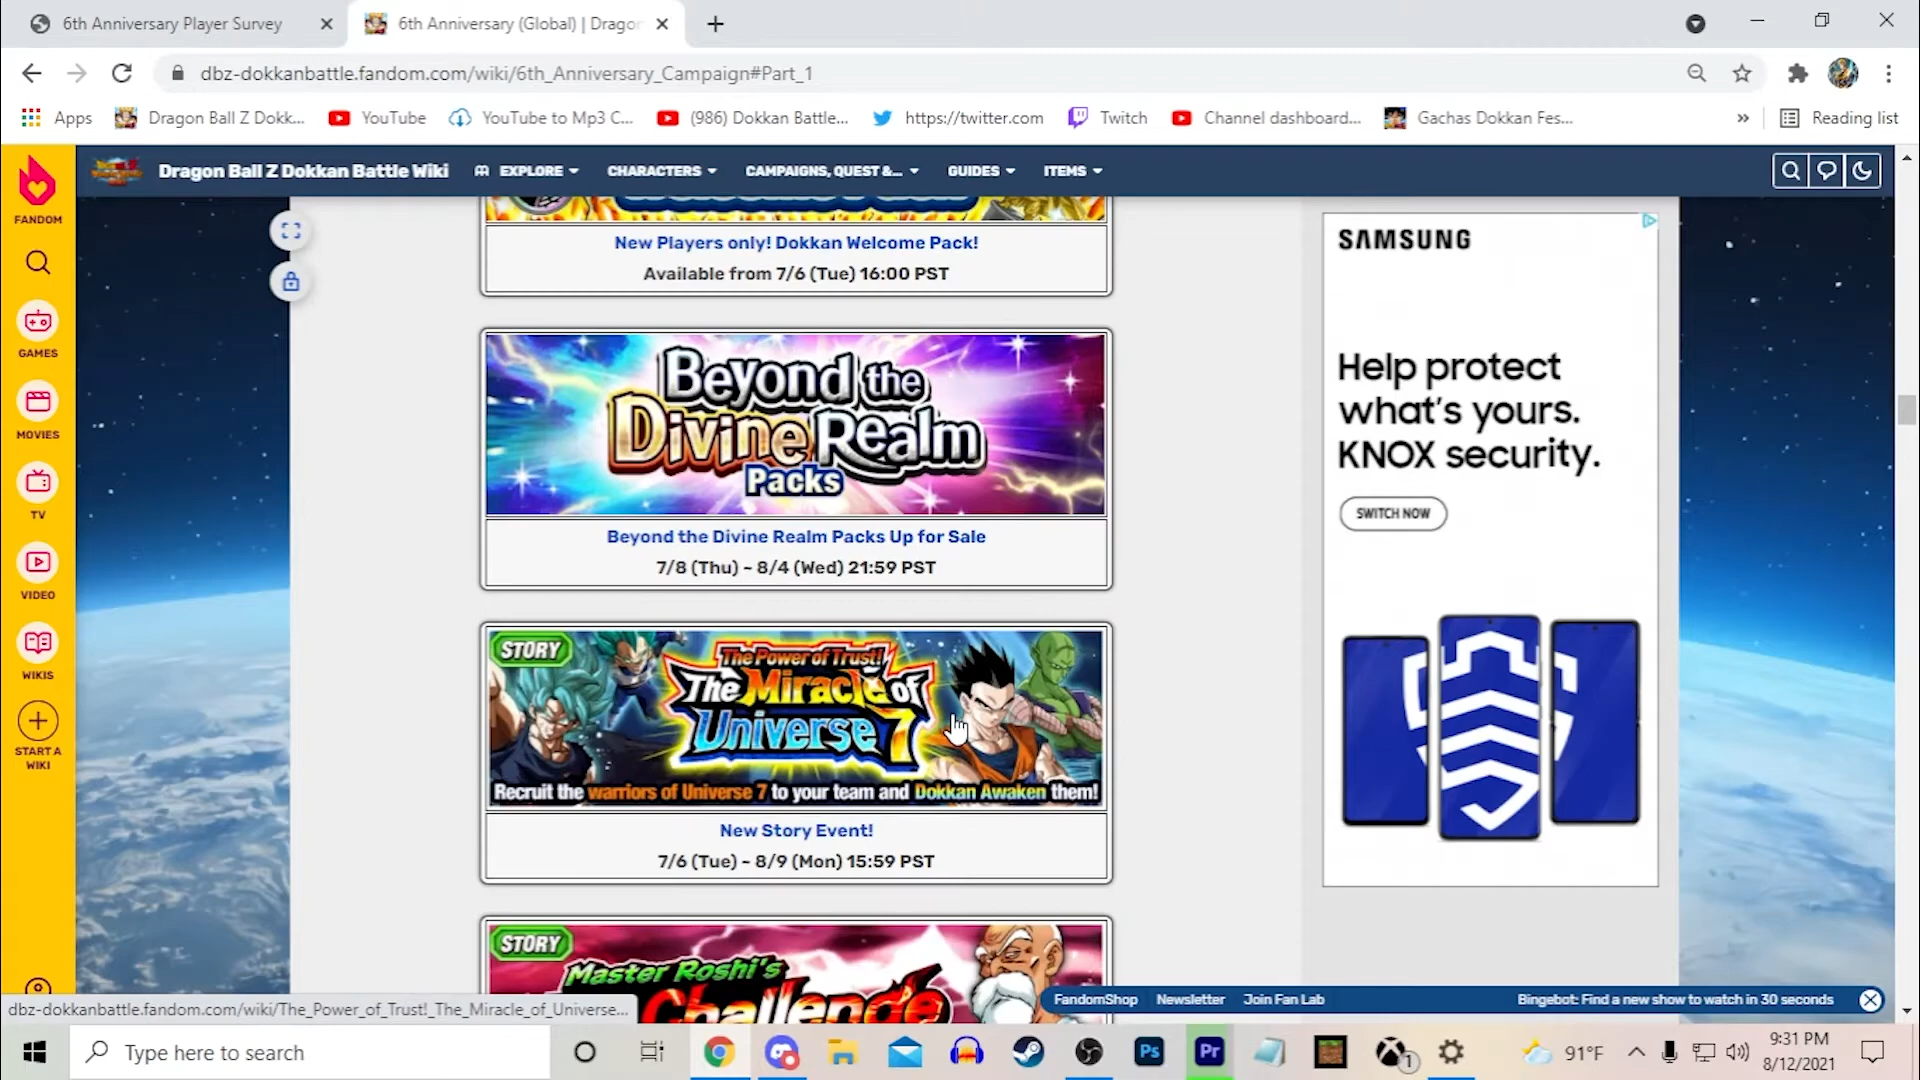 6th Anniversary Player Survey
6th Anniversary (Global) | Drago
dbz-dokkanbattle.fandom.com/wiki/6th_Anniversary_Campaign#Part_1
Apps
Dragon Ball Z Dokk...
YouTube
YouTube to Mp3 C...
(986) Dokkan Battle...
https://twitter.com
Twitch
Channel dashboard...
Gachas Dokkan Fes...
»
Reading list
FANDOM
GAMES
MOVIES
TV
VIDEO
WIKIS
START A
WIKI
Dragon Ball Z Dokkan Battle Wiki
EXPLORE
CHARACTERS
CAMPAIGNS, QUEST &...
GUIDES
ITEMS
New Players only! Dokkan Welcome Pack!
Available from 7/6 (Tue) 16:00 PST
Beyond the
Divine Realm
Packs
Beyond the Divine Realm Packs Up for Sale
7/8 (Thu) ~ 8/4 (Wed) 21:59 PST
STORY
The Power of Trust!
The Miracle of
Universe 7
Recruit the warriors of Universe 7 to your team and Dokkan Awaken them!
New Story Event!
7/6 (Tue) ~ 8/9 (Mon) 15:59 PST
STORY
Master Roshi's
Challenge
SAMSUNG
Help protect
what's yours.
KNOX security.
SWITCH NOW
dbz-dokkanbattle.fandom.com/wiki/The_Power_of_Trust!_The_Miracle_of_Universe...
FandomShop
Newsletter
Join Fan Lab
Bingebot: Find a new show to watch in 30 seconds
Type here to search
Ps
Pr
1
91°F
9:31 PM
8/12/2021